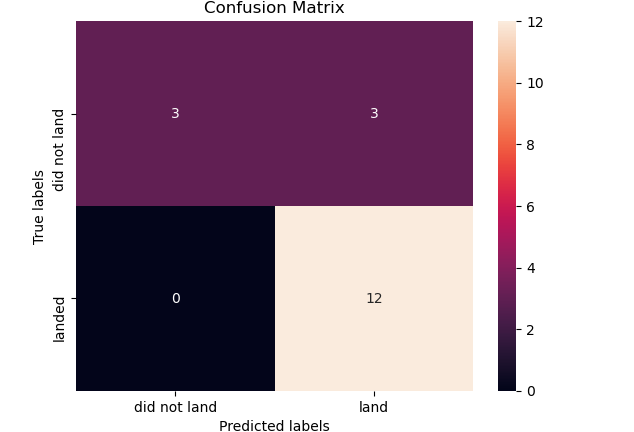 Confusion Matrix
True labels
did not land
landed
3
3
0
12
did not land
land
Predicted labels
12
10
8
6
4
2
0